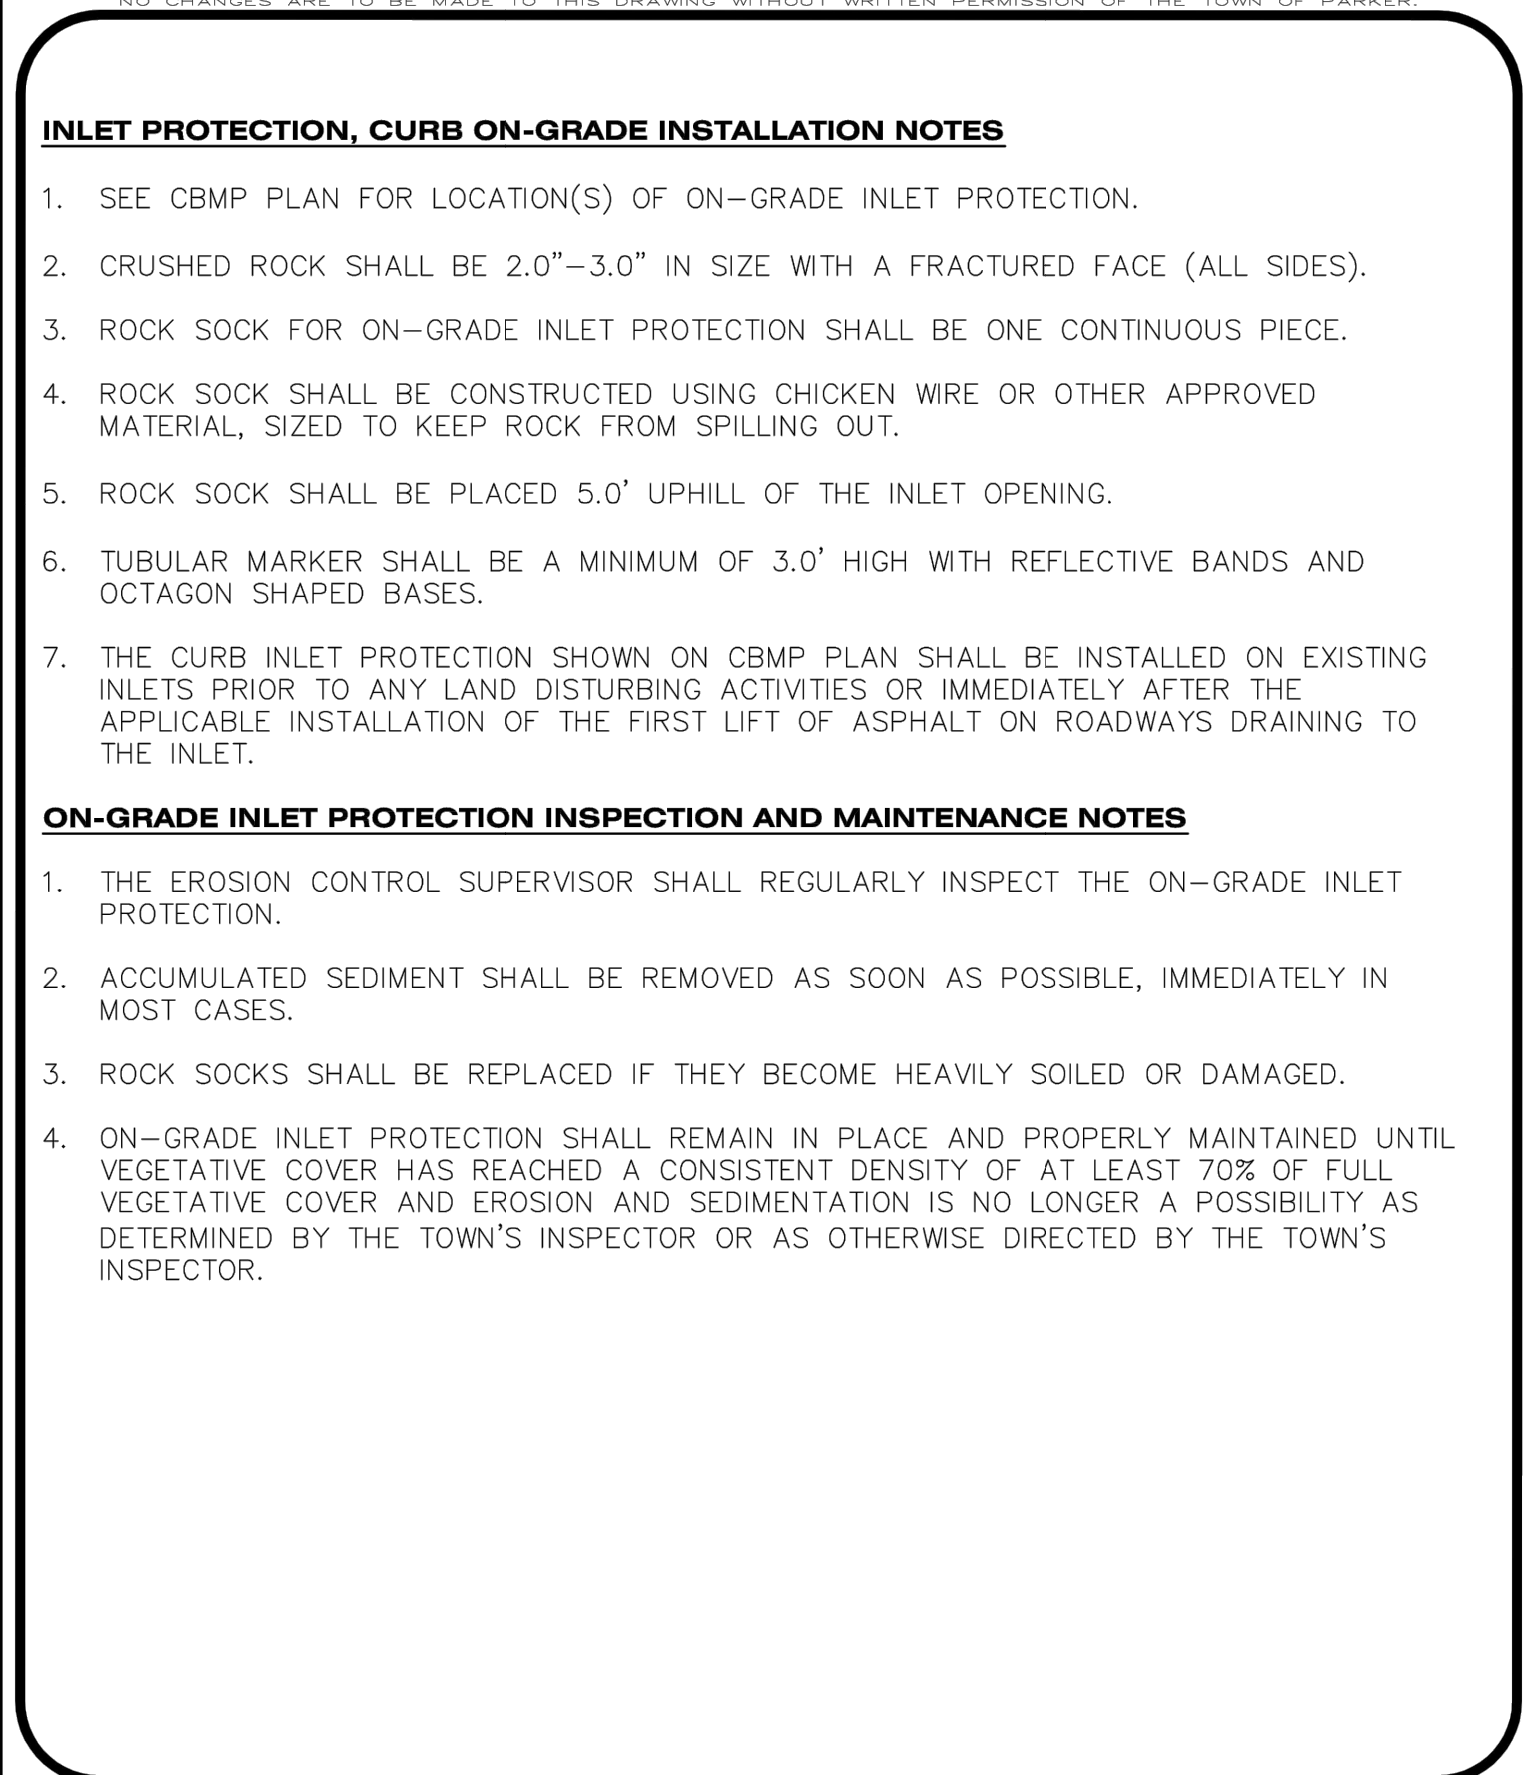 NO CHANGES ARE TO BE MADE TO THIS DRAWING WITHOUT WRITTEN PERMISSION OF THE TOWN OF PARKER.
INLET PROTECTION, CURB ON-GRADE INSTALLATION NOTES
1. SEE CBMP PLAN FOR LOCATION(S) OF ON–GRADE INLET PROTECTION.
2. CRUSHED ROCK SHALL BE 2.0”–3.0” IN SIZE WITH A FRACTURED FACE (ALL SIDES).
3. ROCK SOCK FOR ON–GRADE INLET PROTECTION SHALL BE ONE CONTINUOUS PIECE.
4. ROCK SOCK SHALL BE CONSTRUCTED USING CHICKEN WIRE OR OTHER APPROVED
MATERIAL, SIZED TO KEEP ROCK FROM SPILLING OUT.
5. ROCK SOCK SHALL BE PLACED 5.0’ UPHILL OF THE INLET OPENING.
6. TUBULAR MARKER SHALL BE A MINIMUM OF 3.0’ HIGH WITH REFLECTIVE BANDS AND
OCTAGON SHAPED BASES.
7. THE CURB INLET PROTECTION SHOWN ON CBMP PLAN SHALL BE INSTALLED ON EXISTING
INLETS PRIOR TO ANY LAND DISTURBING ACTIVITIES OR IMMEDIATELY AFTER THE
APPLICABLE INSTALLATION OF THE FIRST LIFT OF ASPHALT ON ROADWAYS DRAINING TO
THE INLET.
ON-GRADE INLET PROTECTION INSPECTION AND MAINTENANCE NOTES
1. THE EROSION CONTROL SUPERVISOR SHALL REGULARLY INSPECT THE ON–GRADE INLET
PROTECTION.
2. ACCUMULATED SEDIMENT SHALL BE REMOVED AS SOON AS POSSIBLE, IMMEDIATELY IN
MOST CASES.
3. ROCK SOCKS SHALL BE REPLACED IF THEY BECOME HEAVILY SOILED OR DAMAGED.
4. ON–GRADE INLET PROTECTION SHALL REMAIN IN PLACE AND PROPERLY MAINTAINED UNTIL
VEGETATIVE COVER HAS REACHED A CONSISTENT DENSITY OF AT LEAST 70% OF FULL
VEGETATIVE COVER AND EROSION AND SEDIMENTATION IS NO LONGER A POSSIBILITY AS
DETERMINED BY THE TOWN’S INSPECTOR OR AS OTHERWISE DIRECTED BY THE TOWN’S
INSPECTOR.